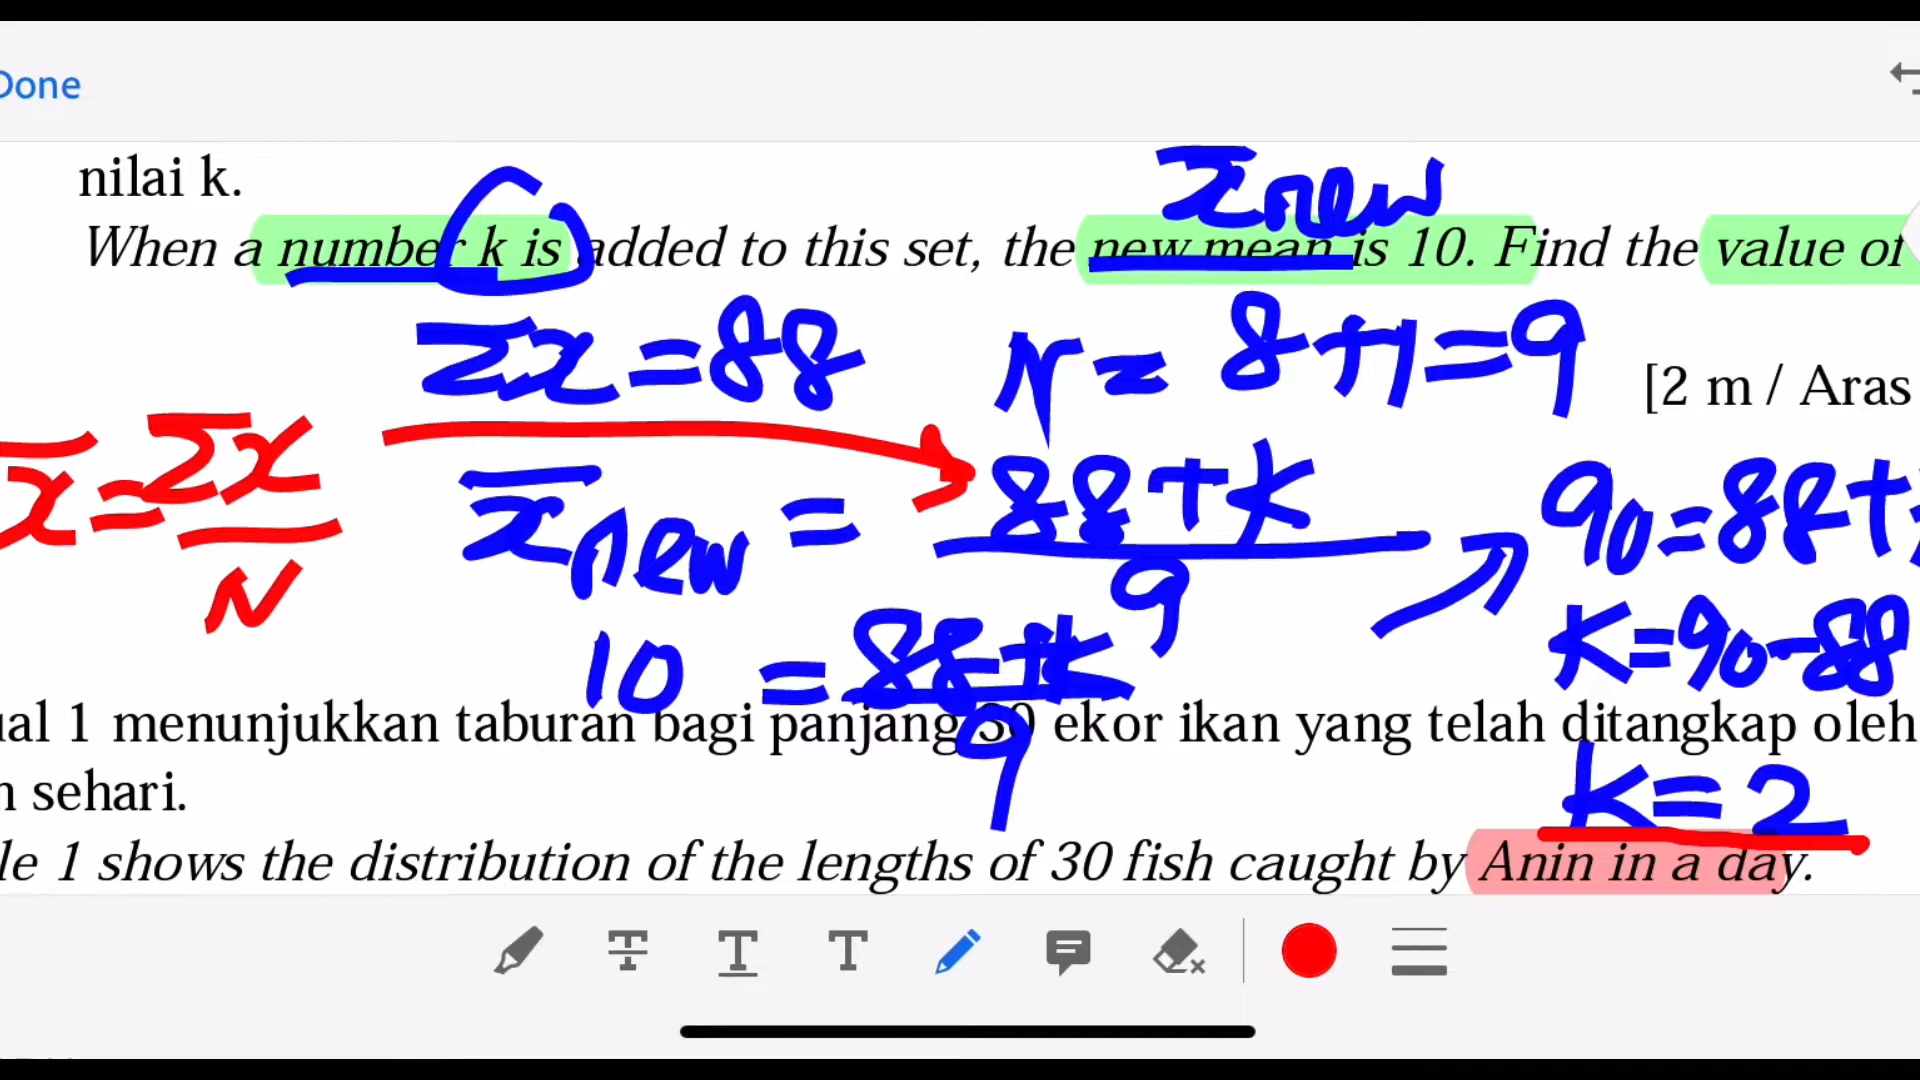 Done
nilai k.
x̄new
When a number k is added to this set, the new mean is 10. Find the value of
Σx = 88
N = 8+1 = 9
[2 m / Aras
x̄ = Σx/N
x̄new = 88+k/9
90 = 88+
10 = 88+k/9
k = 90-88
ual 1 menunjukkan taburan bagi panjang 30 ekor ikan yang telah ditangkap oleh
sehari.
k = 2
le 1 shows the distribution of the lengths of 30 fish caught by Anin in a day.